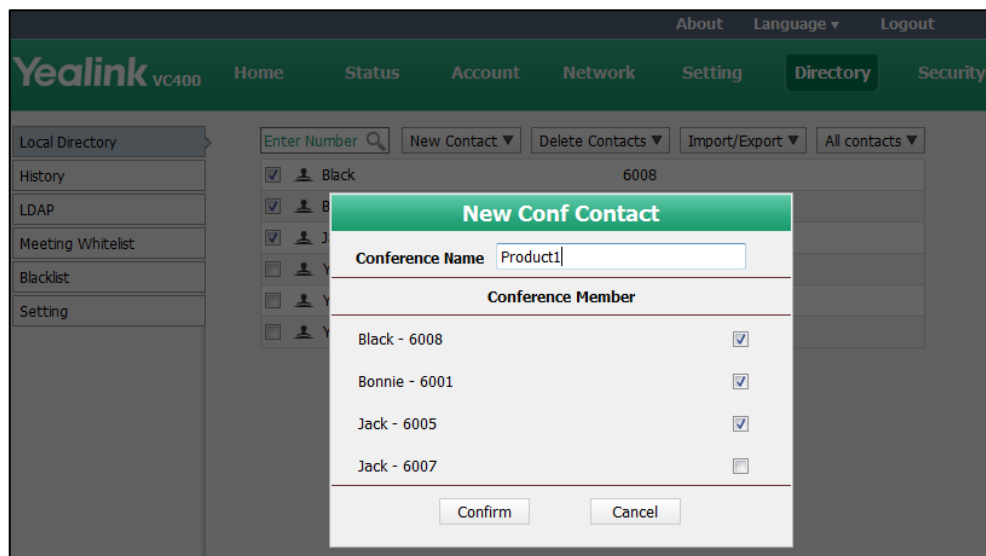 About Language ▾ Logout
Yealink VC400 Home Status Account Network Setting Directory Security
Local Directory
History
LDAP
Meeting Whitelist
Blacklist
Setting
Enter Number New Contact ▼ Delete Contacts ▼ Import/Export ▼ All contacts ▼
Black 6008
B
J
Y
Y
Y
New Conf Contact
Conference Name Product1
Conference Member
Black - 6008
Bonnie - 6001
Jack - 6005
Jack - 6007
Confirm Cancel